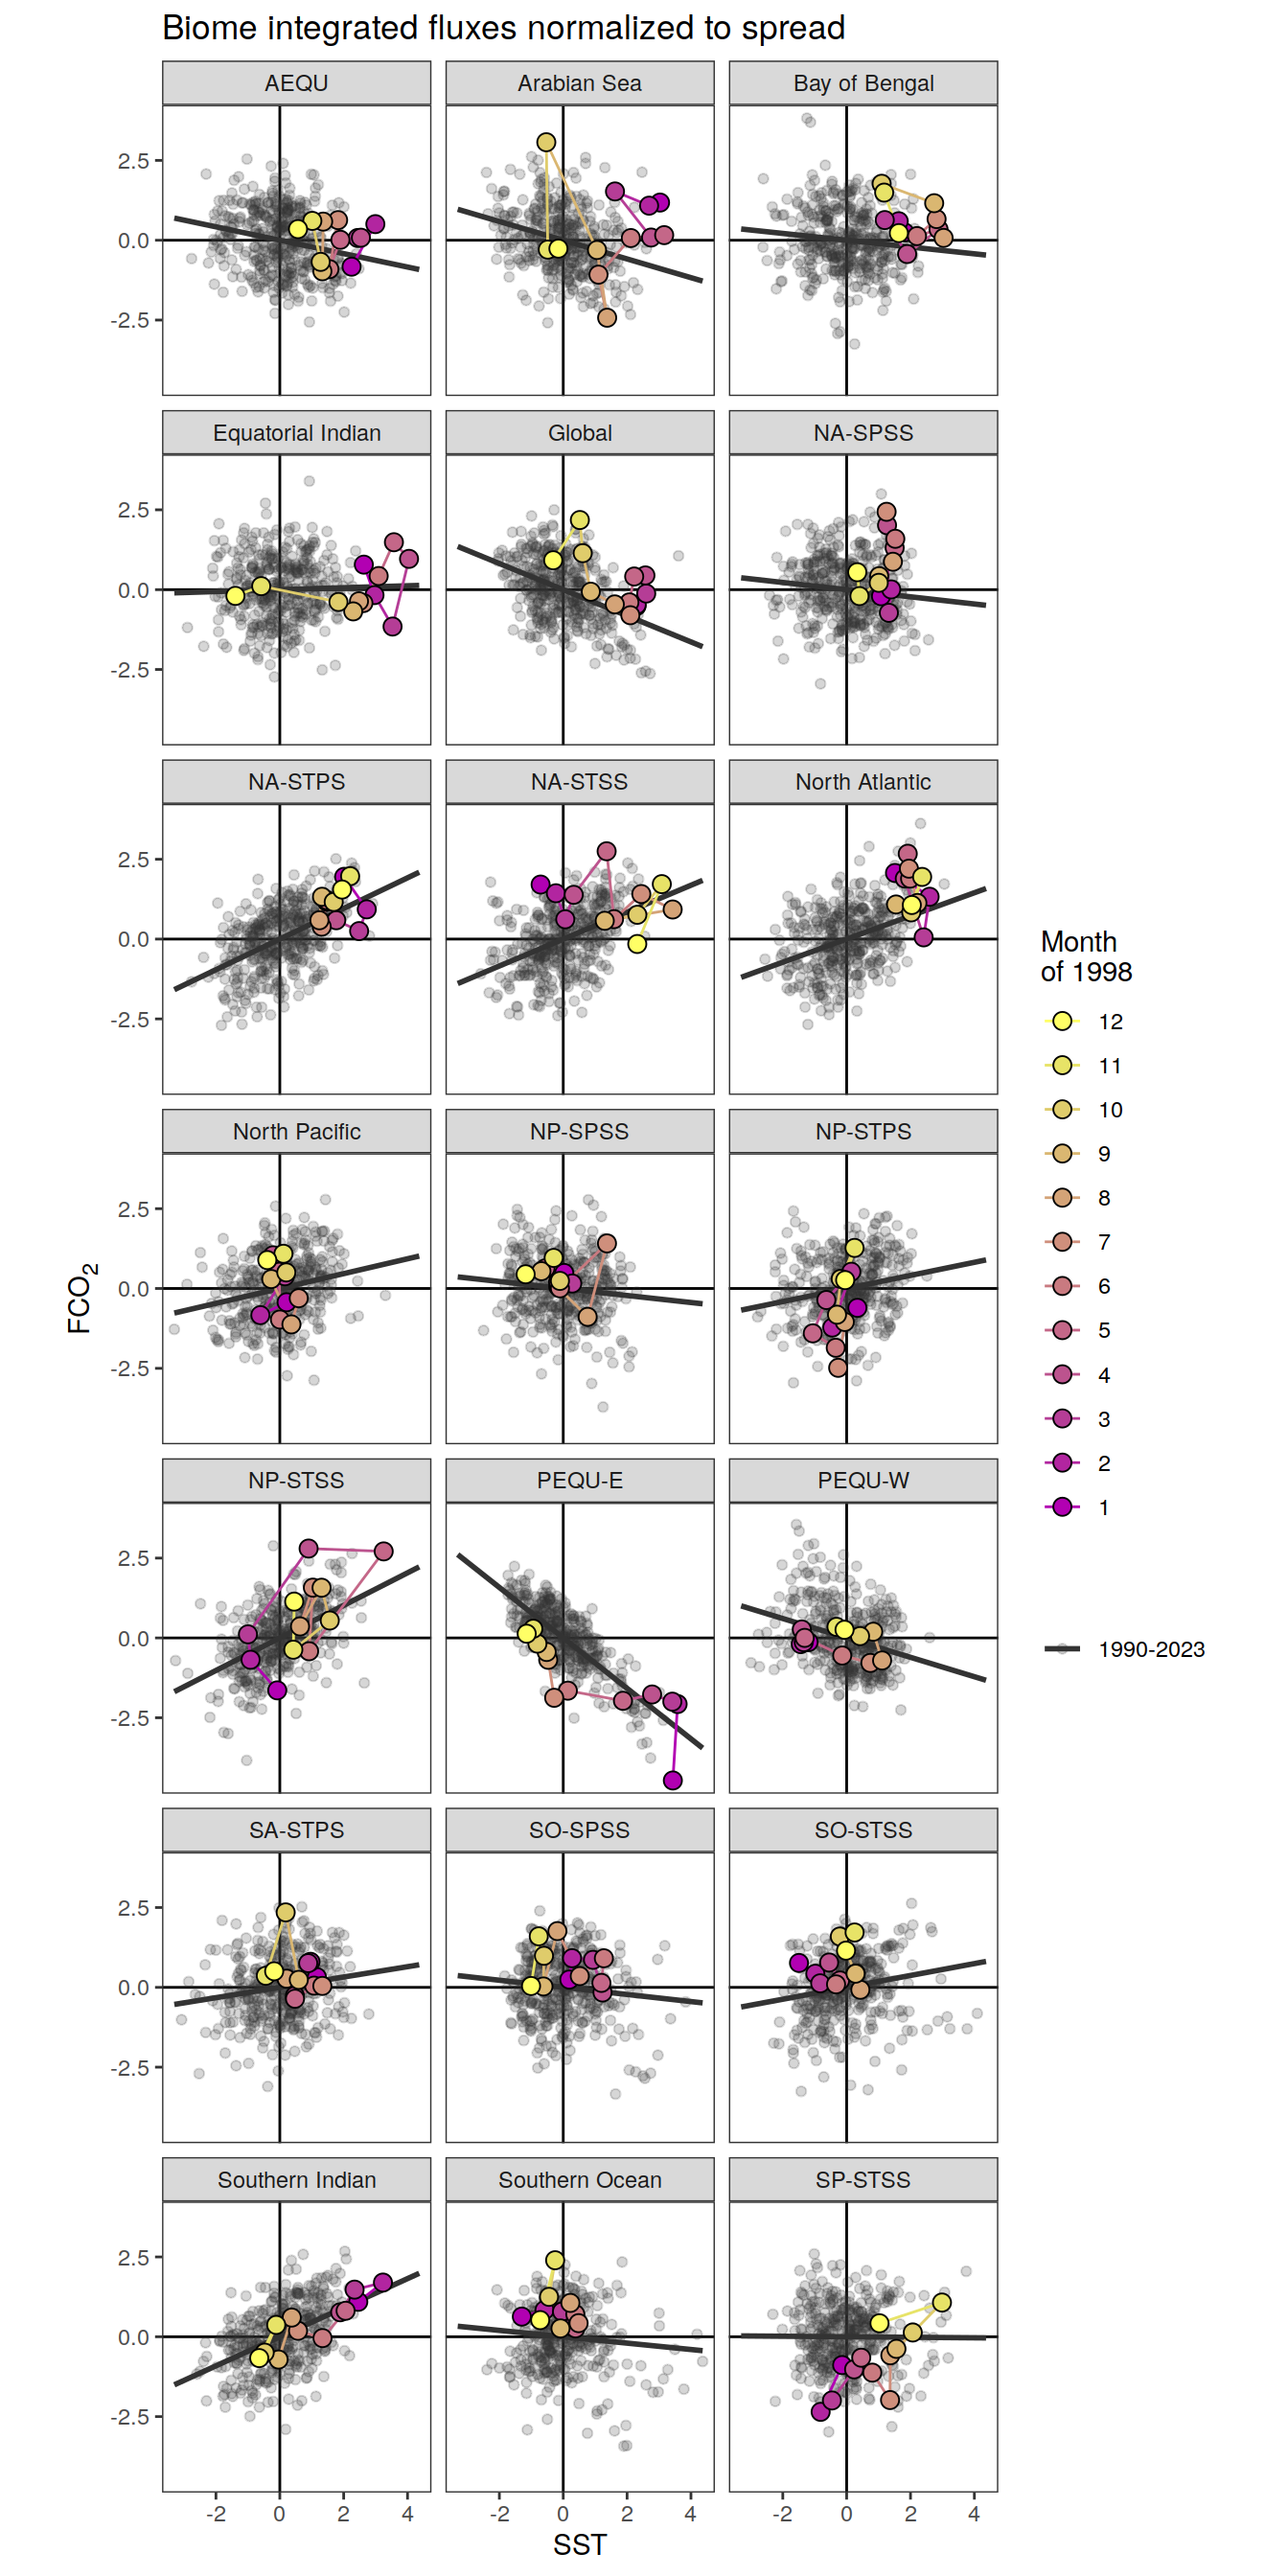 Biome integrated fluxes normalized to spread
AEQU
Arabian Sea
Bay of Bengal
2.5
0.0
-2.5
Equatorial Indian
Global
NA-SPSS
2.5
0.0
-2.5
NA-STPS
NA-STSS
North Atlantic
2.5
0.0
-2.5
North Pacific
NP-SPSS
NP-STPS
2.5
0.0
-2.5
NP-STSS
PEQU-E
PEQU-W
2.5
0.0
-2.5
SA-STPS
SO-SPSS
SO-STSS
2.5
0.0
-2.5
Southern Indian
Southern Ocean
SP-STSS
2.5
0.0
-2.5
-2 0 2 4
-2 0 2 4
-2 0 2 4
SST
FCO₂
Month
of 1998
12
11
10
9
8
7
6
5
4
3
2
1
1990-2023